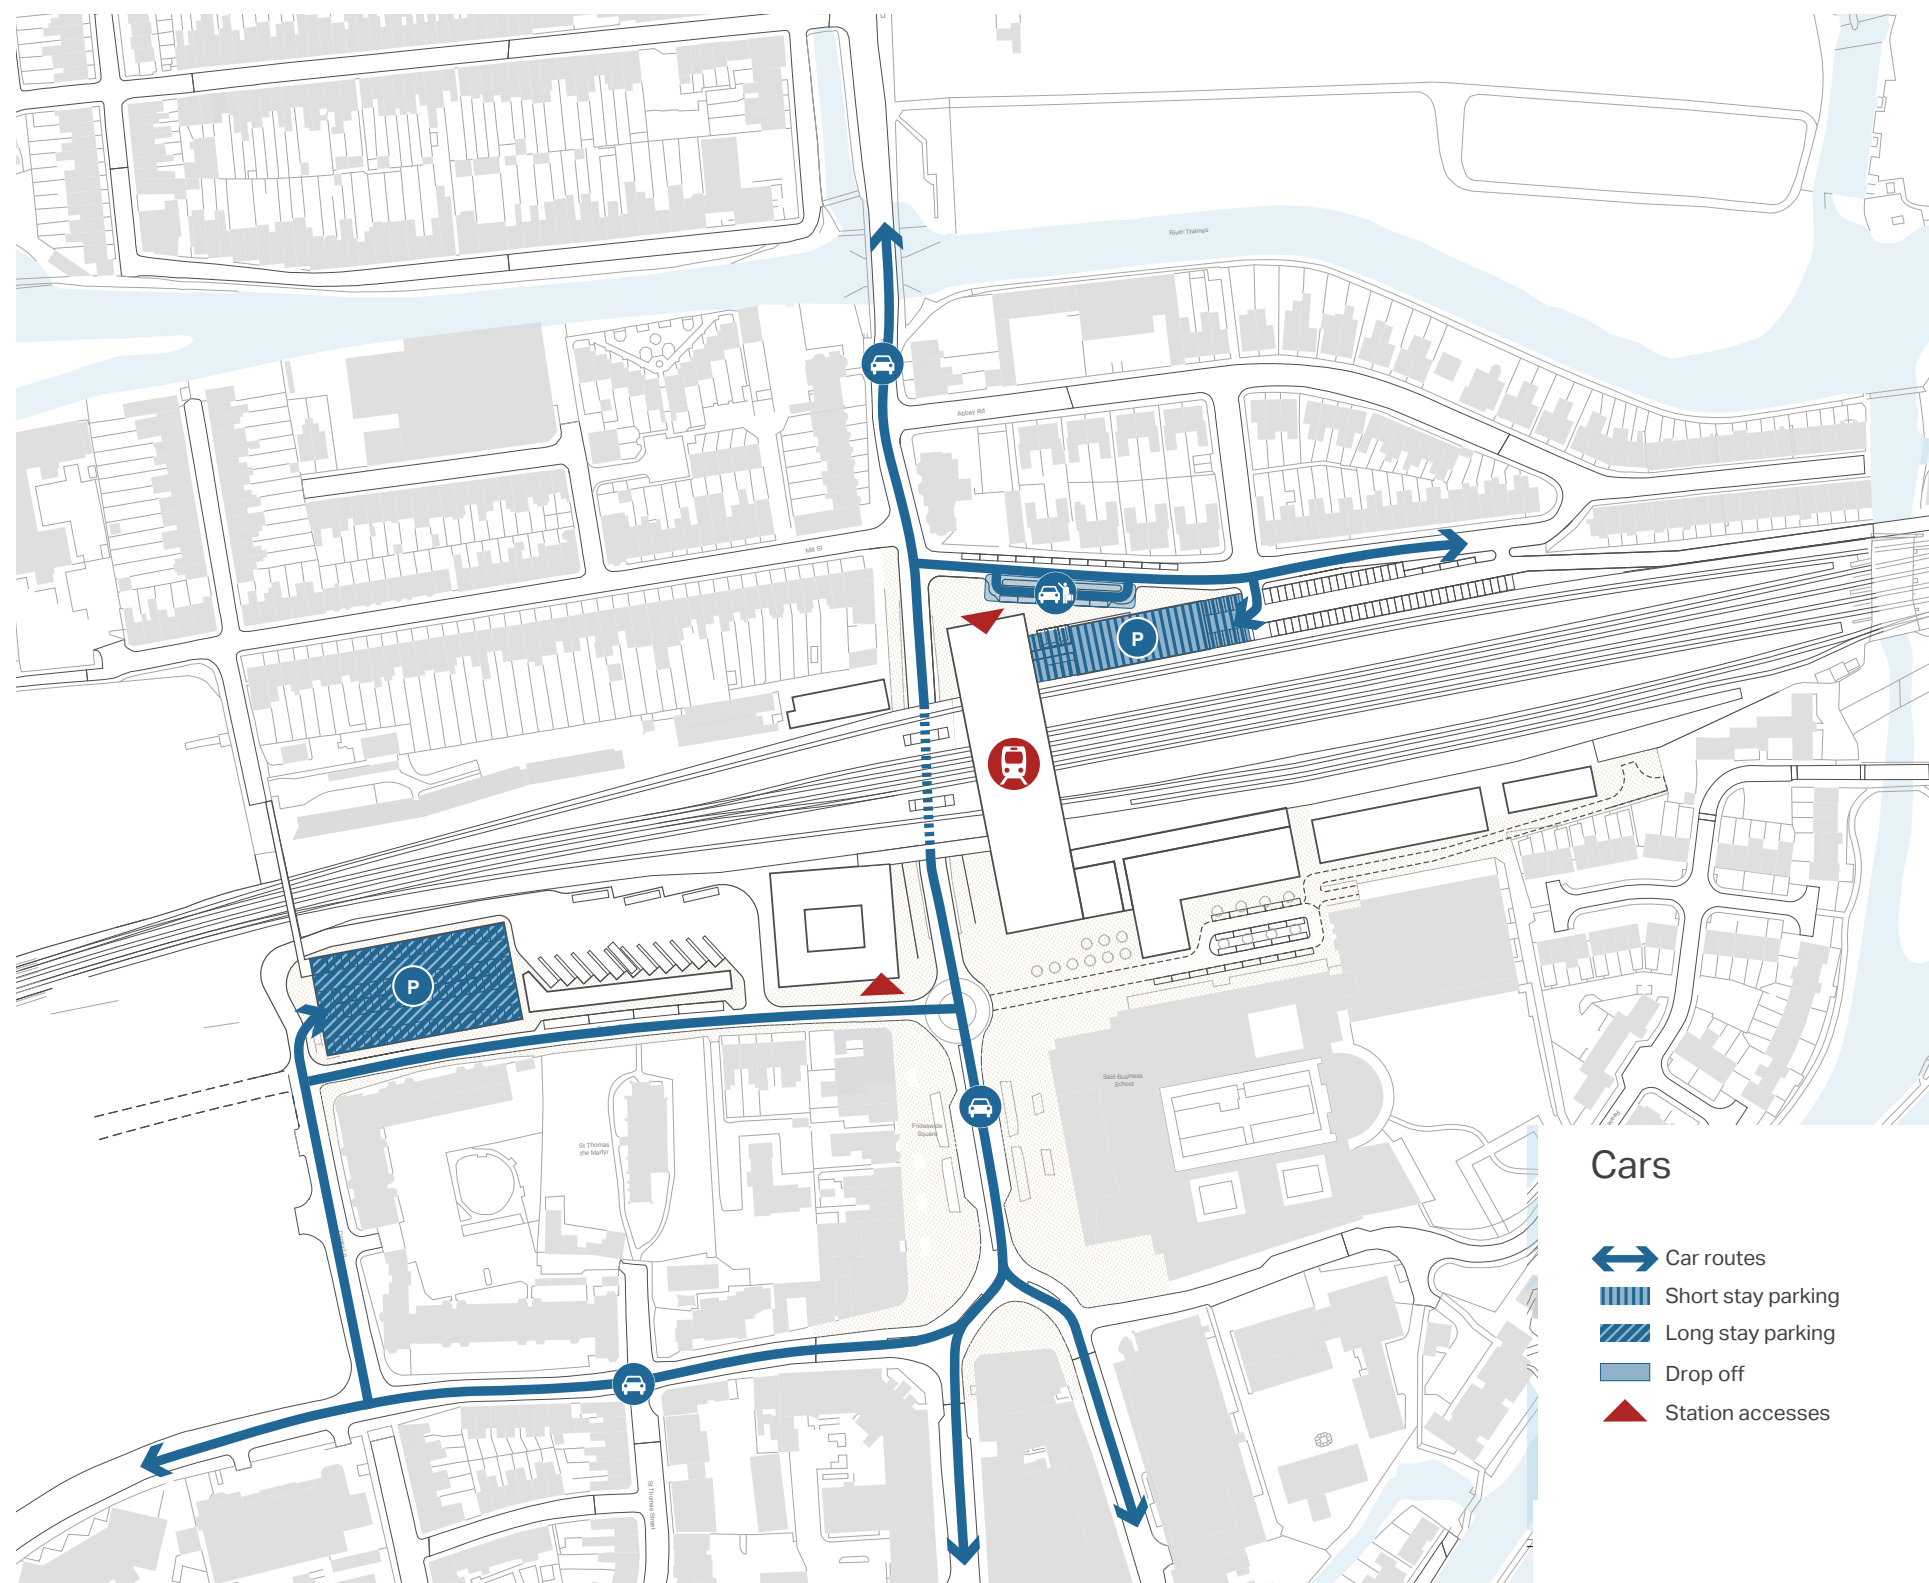 River Thames
Abbey Rd
Mill St
P
P
Said Business
School
Frideswide
Square
St Thomas
the Martyr
St Thomas Street
Cars
Car routes
Short stay parking
Long stay parking
Drop off
Station accesses